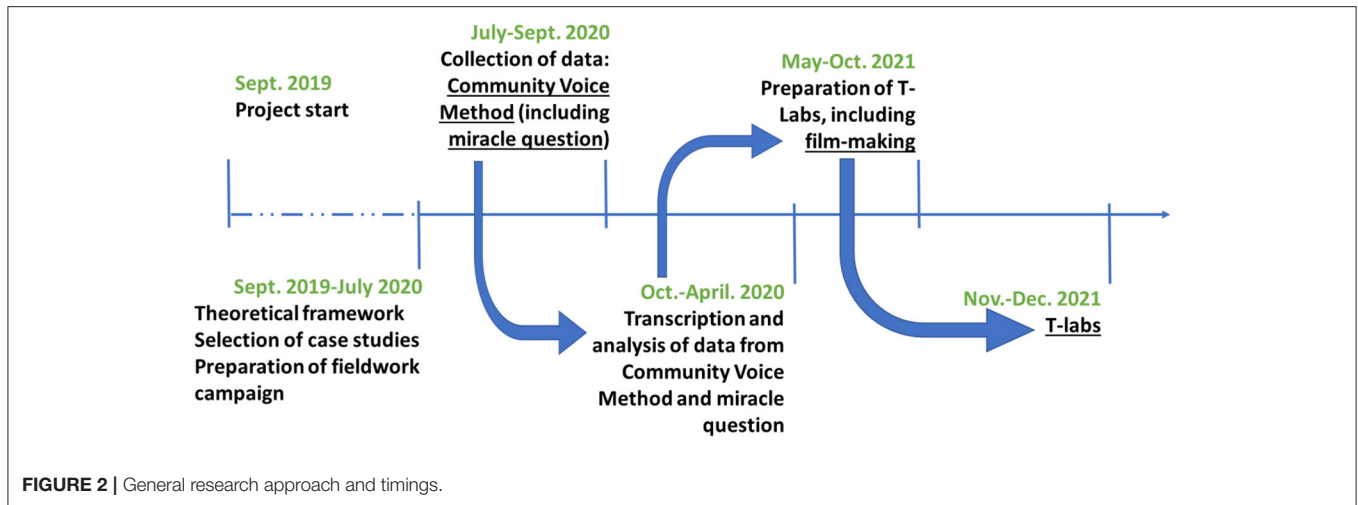 Sept. 2019
Project start
July-Sept. 2020
Collection of data:
Community Voice
Method (including
miracle question)
May-Oct. 2021
Preparation of T-
Labs, including
film-making
Sept. 2019-July 2020
Theoretical framework
Selection of case studies
Preparation of fieldwork
campaign
Oct.-April. 2020
Transcription and
analysis of data from
Community Voice
Method and miracle
question
Nov.-Dec. 2021
T-labs
FIGURE 2 | General research approach and timings.